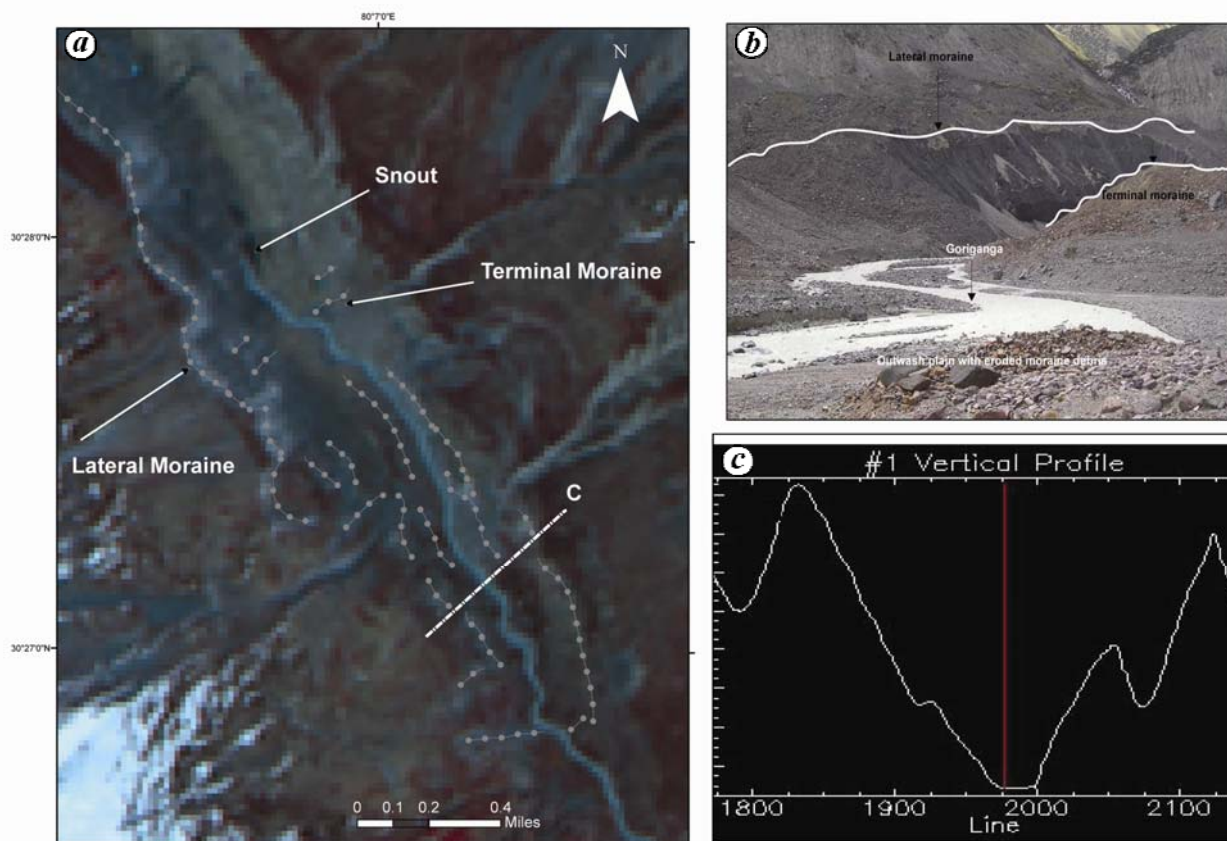 80°7'0"E
a
N
Snout
30°28'0"N
Terminal Moraine
Lateral Moraine
C
30°27'0"N
0 0.1 0.2 0.4
Miles
b
Lateral moraine
Terminal moraine
Goriganga
Outwash plain with eroded moraine debris
c
#1 Vertical Profile
1800 1900 2000 2100
Line